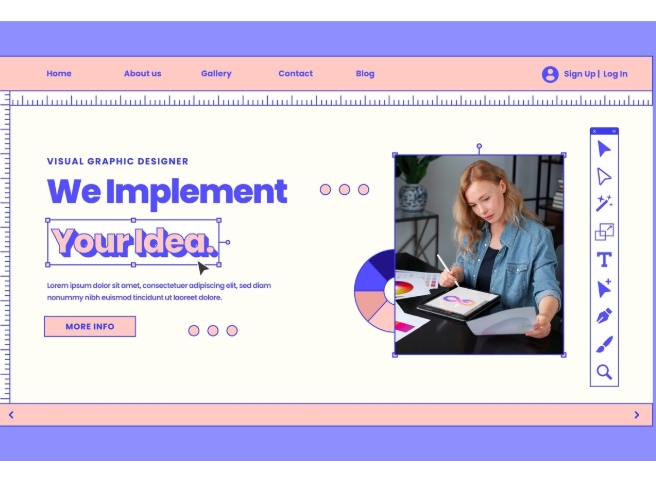 Home About us Gallery Contact Blog Sign Up | Log In
VISUAL GRAPHIC DESIGNER
We Implement
Your Idea.
Lorem ipsum dolor sit amet, consectetuer adipiscing elit, sed diam
nonummy nibh euismod tincidunt ut laoreet dolore.
MORE INFO
T